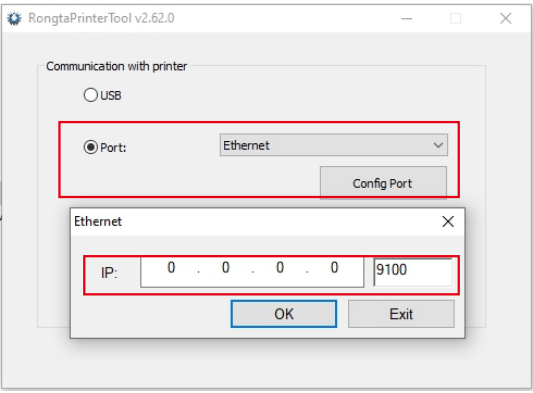 RongtaPrinterTool v2.62.0
Communication with printer
USB
Port: Ethernet
Config Port
Ethernet
IP: 0 . 0 . 0 . 0 9100
OK Exit